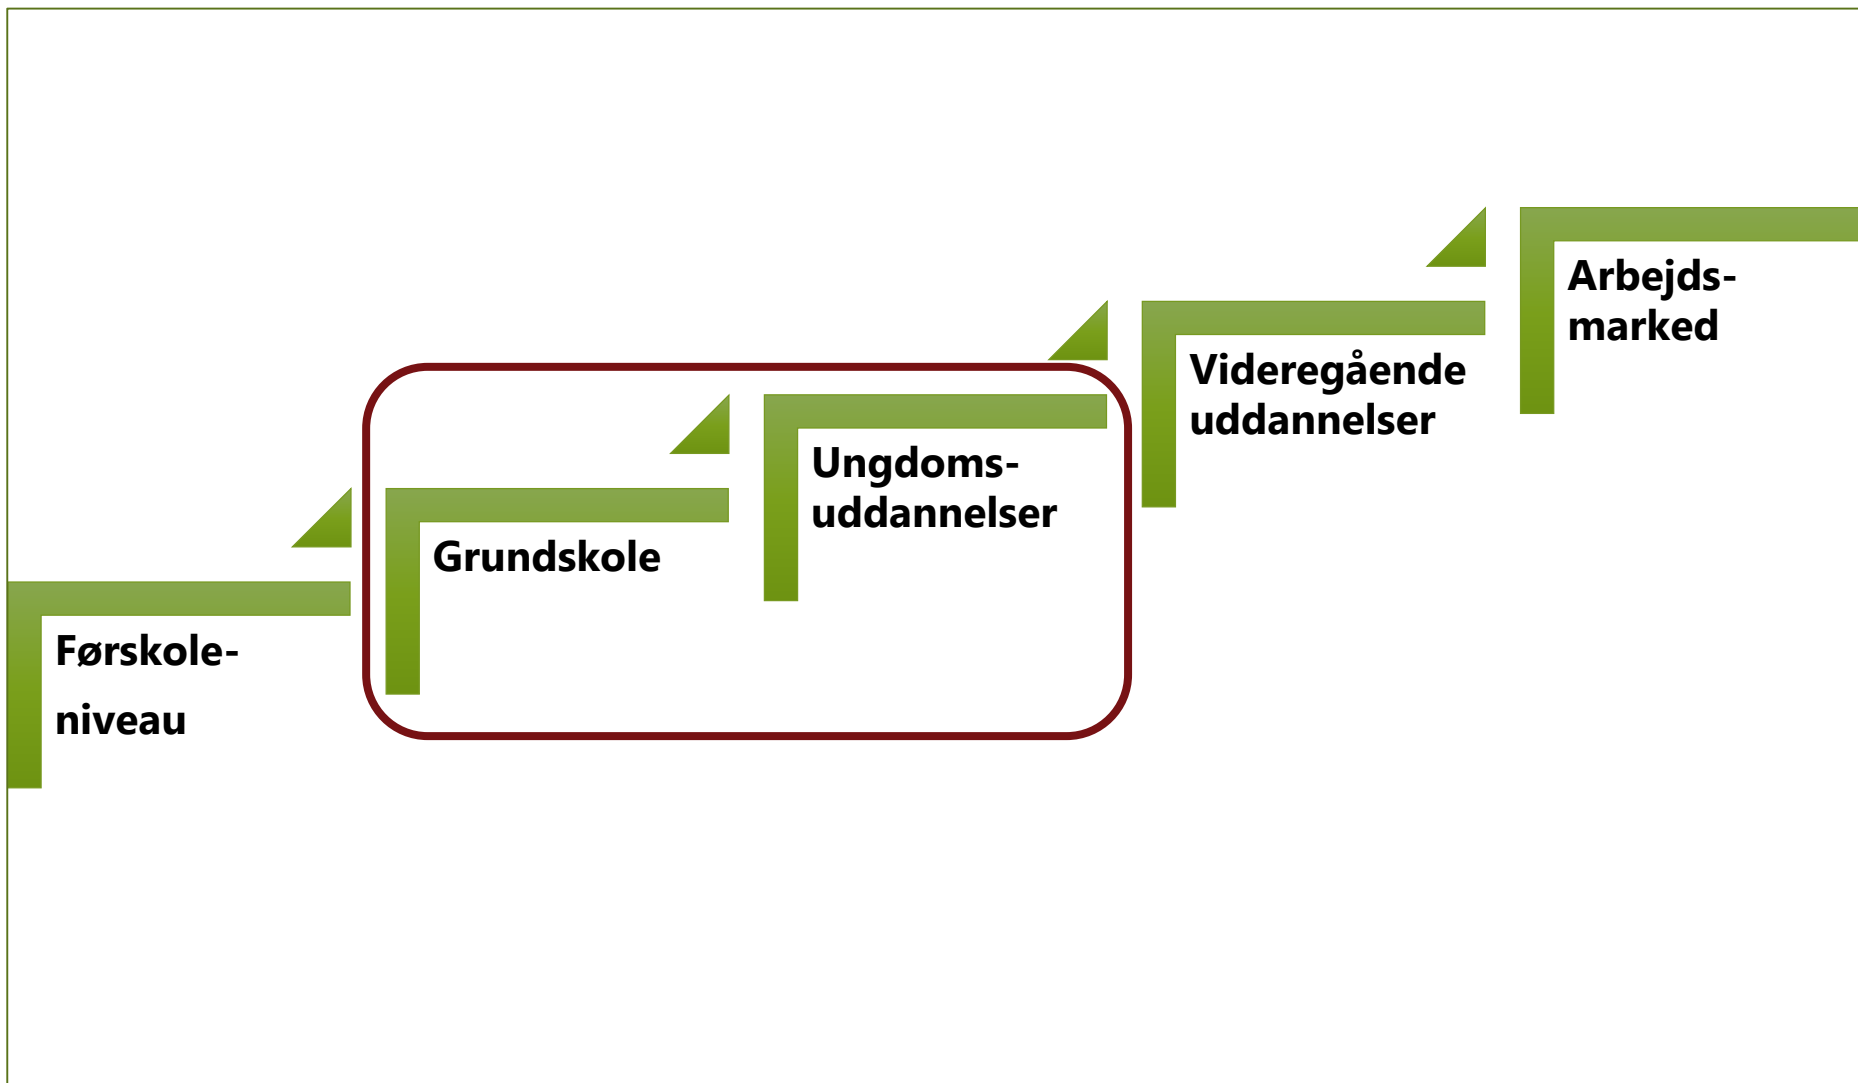 Førskole-
niveau
Grundskole
Ungdoms-
uddannelser
Videregående
uddannelser
Arbejds-
marked